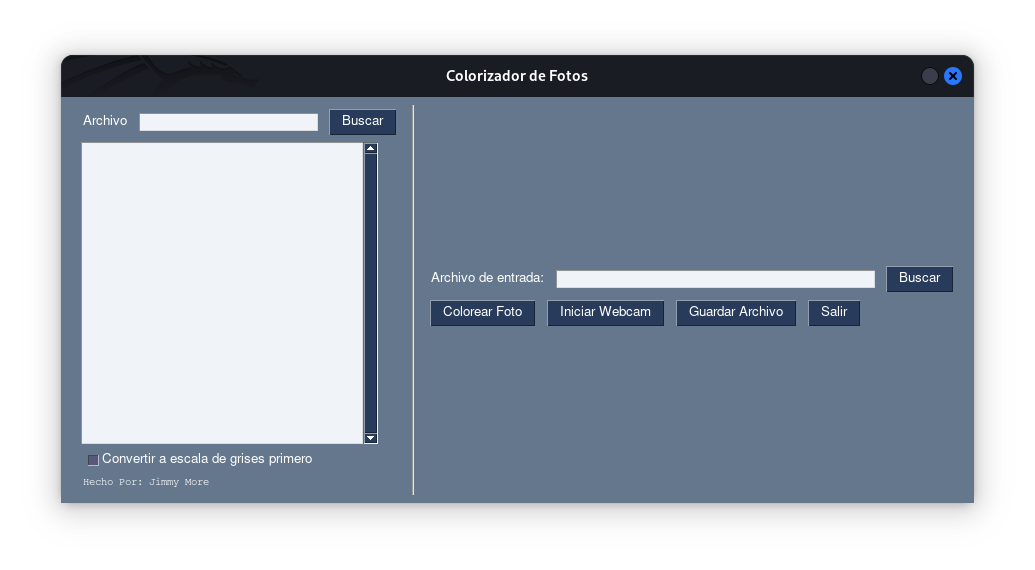 Colorizador de Fotos
Archivo Buscar
Convertir a escala de grises primero
Hecho Por: Jimmy More
Archivo de entrada: Buscar
Colorear Foto Iniciar Webcam Guardar Archivo Salir